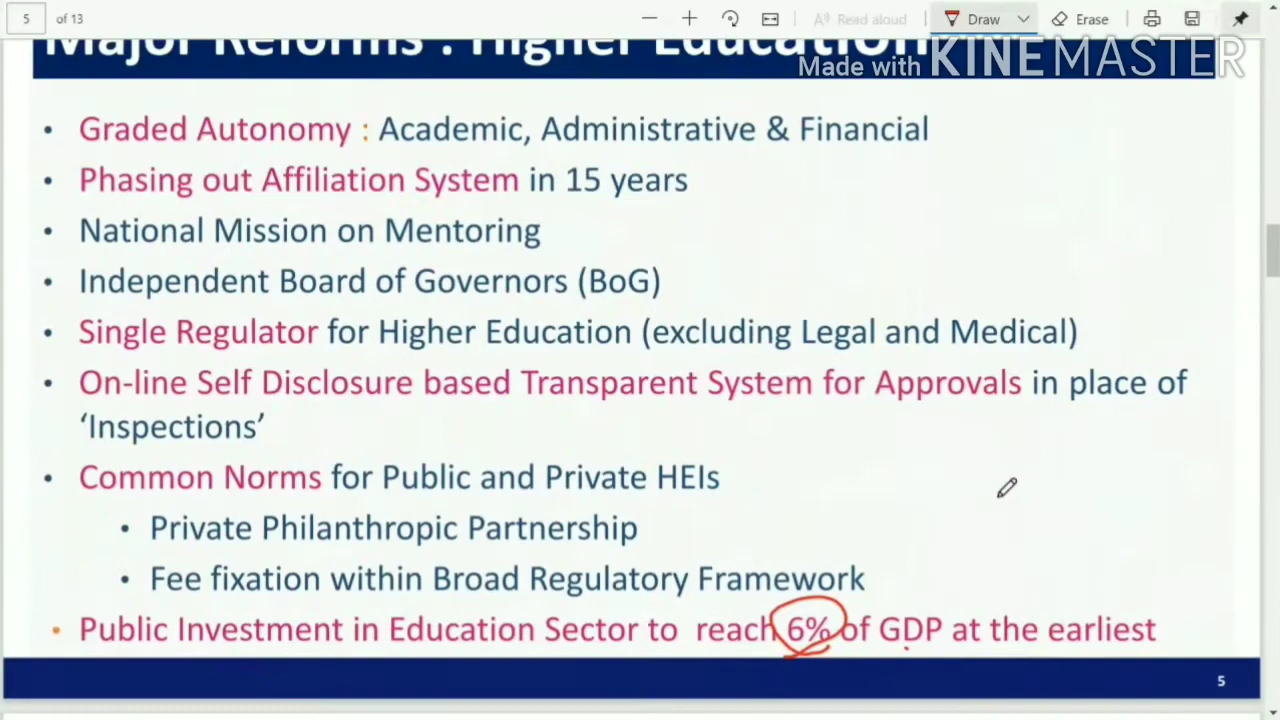 5 of 13 Read aloud Draw Erase
Major Reforms : Higher Education
Made with KINEMASTER
• Graded Autonomy : Academic, Administrative & Financial
• Phasing out Affiliation System in 15 years
• National Mission on Mentoring
• Independent Board of Governors (BoG)
• Single Regulator for Higher Education (excluding Legal and Medical)
• On-line Self Disclosure based Transparent System for Approvals in place of
‘Inspections’
• Common Norms for Public and Private HEIs
• Private Philanthropic Partnership
• Fee fixation within Broad Regulatory Framework
• Public Investment in Education Sector to reach 6% of GDP at the earliest
5